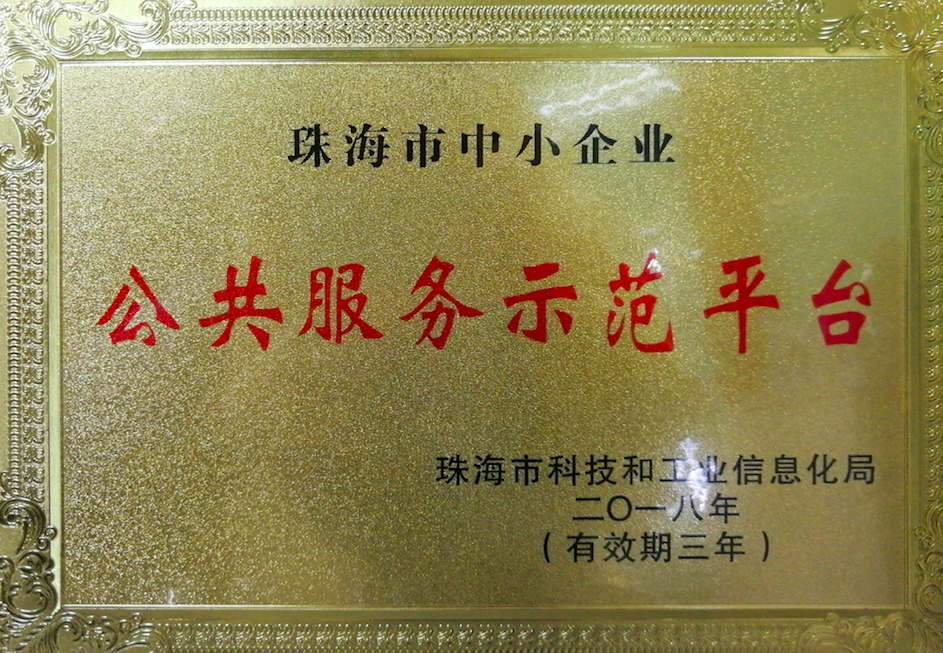 珠海市中小企业
公共服务示范平台
珠海市科技和工业信息化局
二〇一八年
（有效期三年）